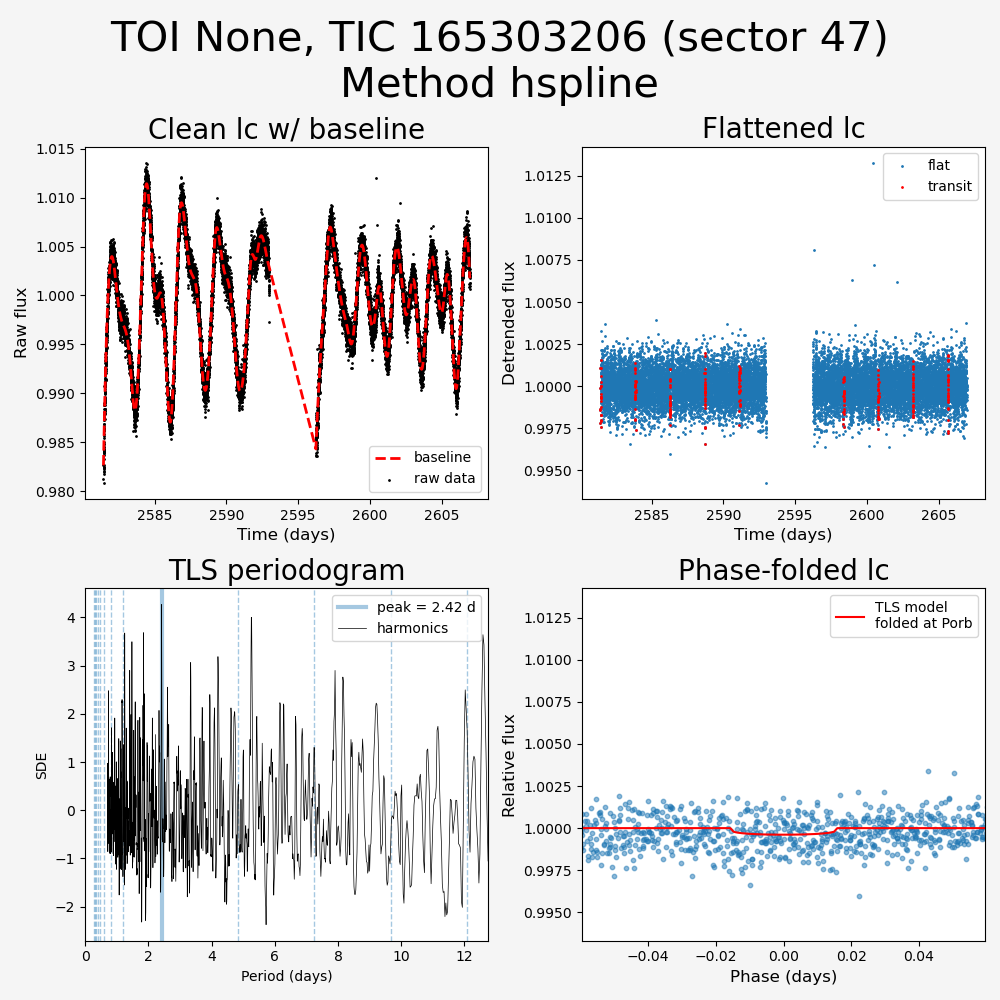 TOI None, TIC 165303206 (sector 47)
Method hspline
Clean lc w/ baseline
1.015
1.010
1.005
1.000
0.995
0.990
0.985
0.980
Raw flux
2585
2590
2595
2600
2605
Time (days)
baseline
raw data
Flattened lc
1.0125
1.0100
1.0075
1.0050
1.0025
1.0000
0.9975
0.9950
Detrended flux
2585
2590
2595
2600
2605
Time (days)
flat
transit
TLS periodogram
4
3
2
1
0
−1
−2
SDE
0
2
4
6
8
10
12
Period (days)
peak = 2.42 d
harmonics
Phase-folded lc
1.0125
1.0100
1.0075
1.0050
1.0025
1.0000
0.9975
0.9950
Relative flux
−0.04
−0.02
0.00
0.02
0.04
Phase (days)
TLS model
folded at Porb